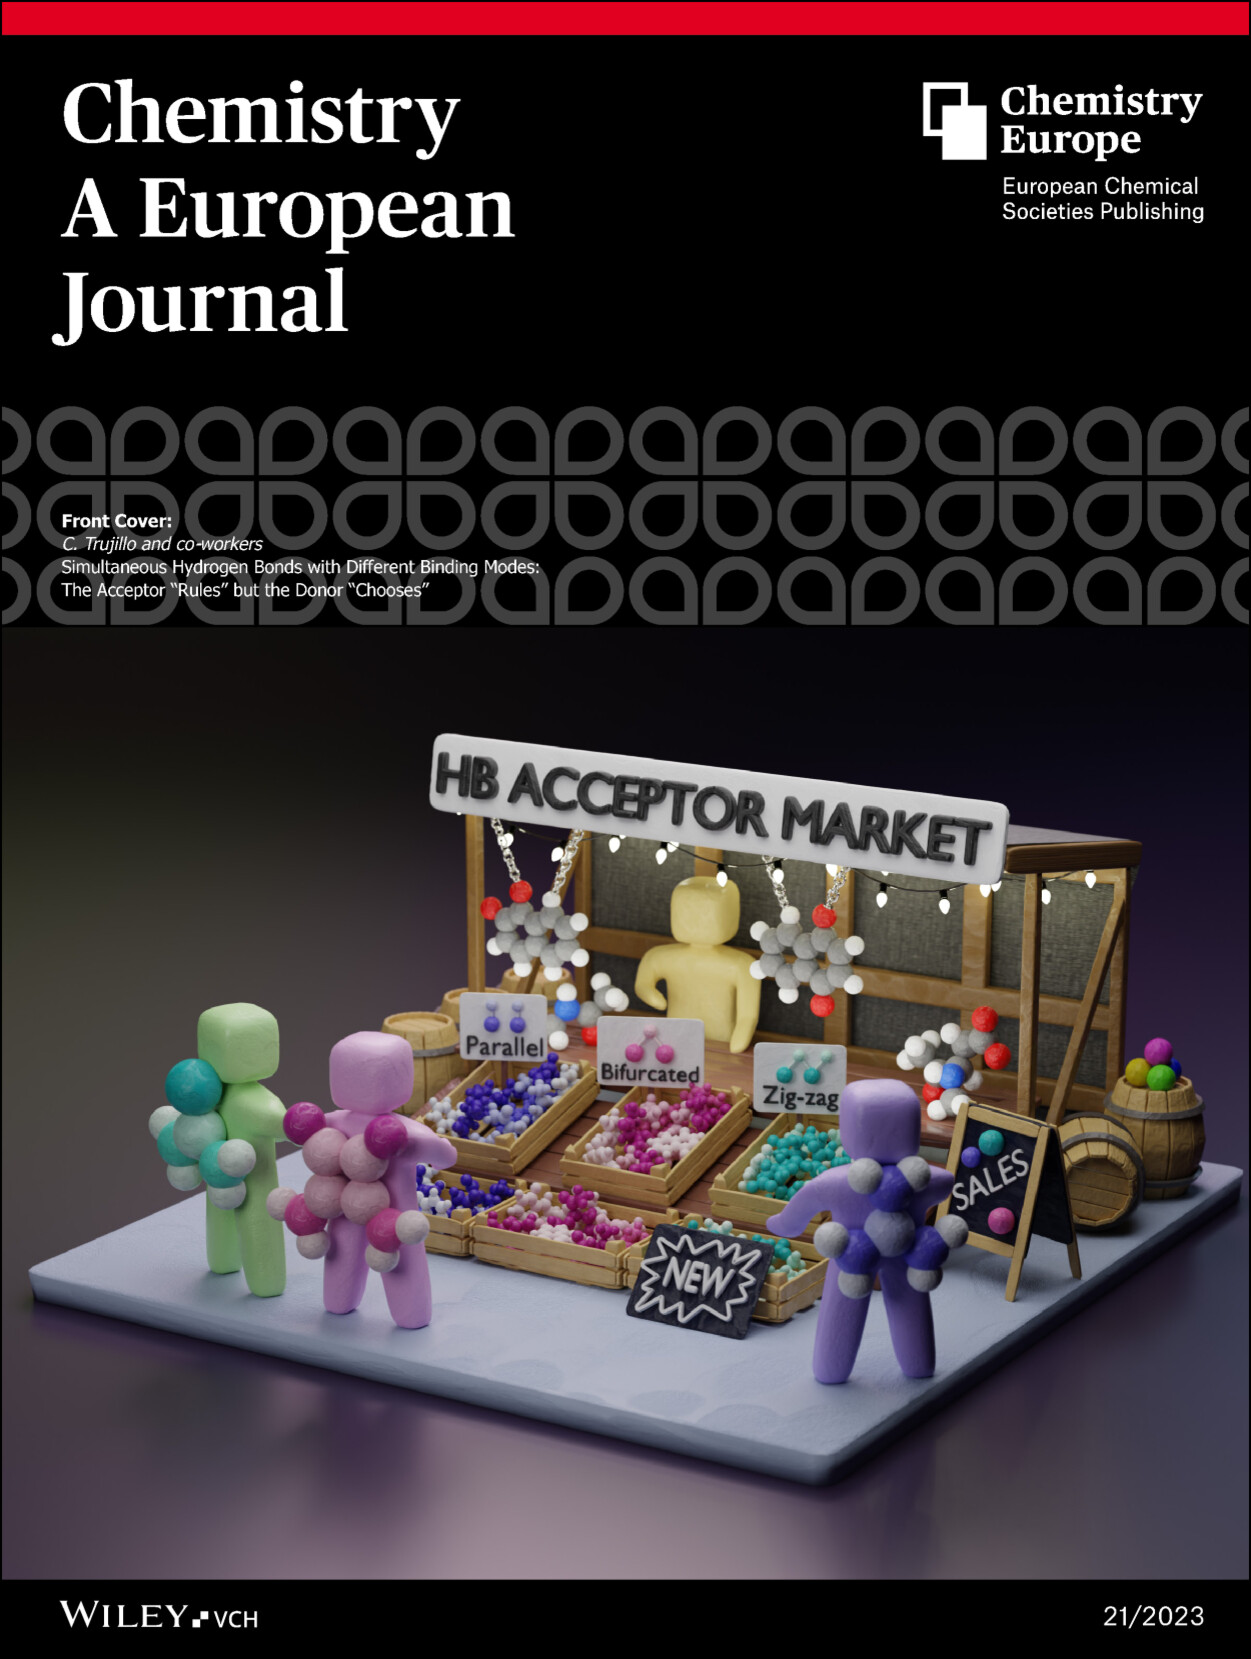 Chemistry
A European
Journal
Chemistry
Europe
European Chemical
Societies Publishing
Front Cover:
C. Trujillo and co-workers
Simultaneous Hydrogen Bonds with Different Binding Modes:
The Acceptor “Rules” but the Donor “Chooses”
HB ACCEPTOR MARKET
Parallel
Bifurcated
Zig-zag
SALES
NEW
WILEY VCH
21/2023